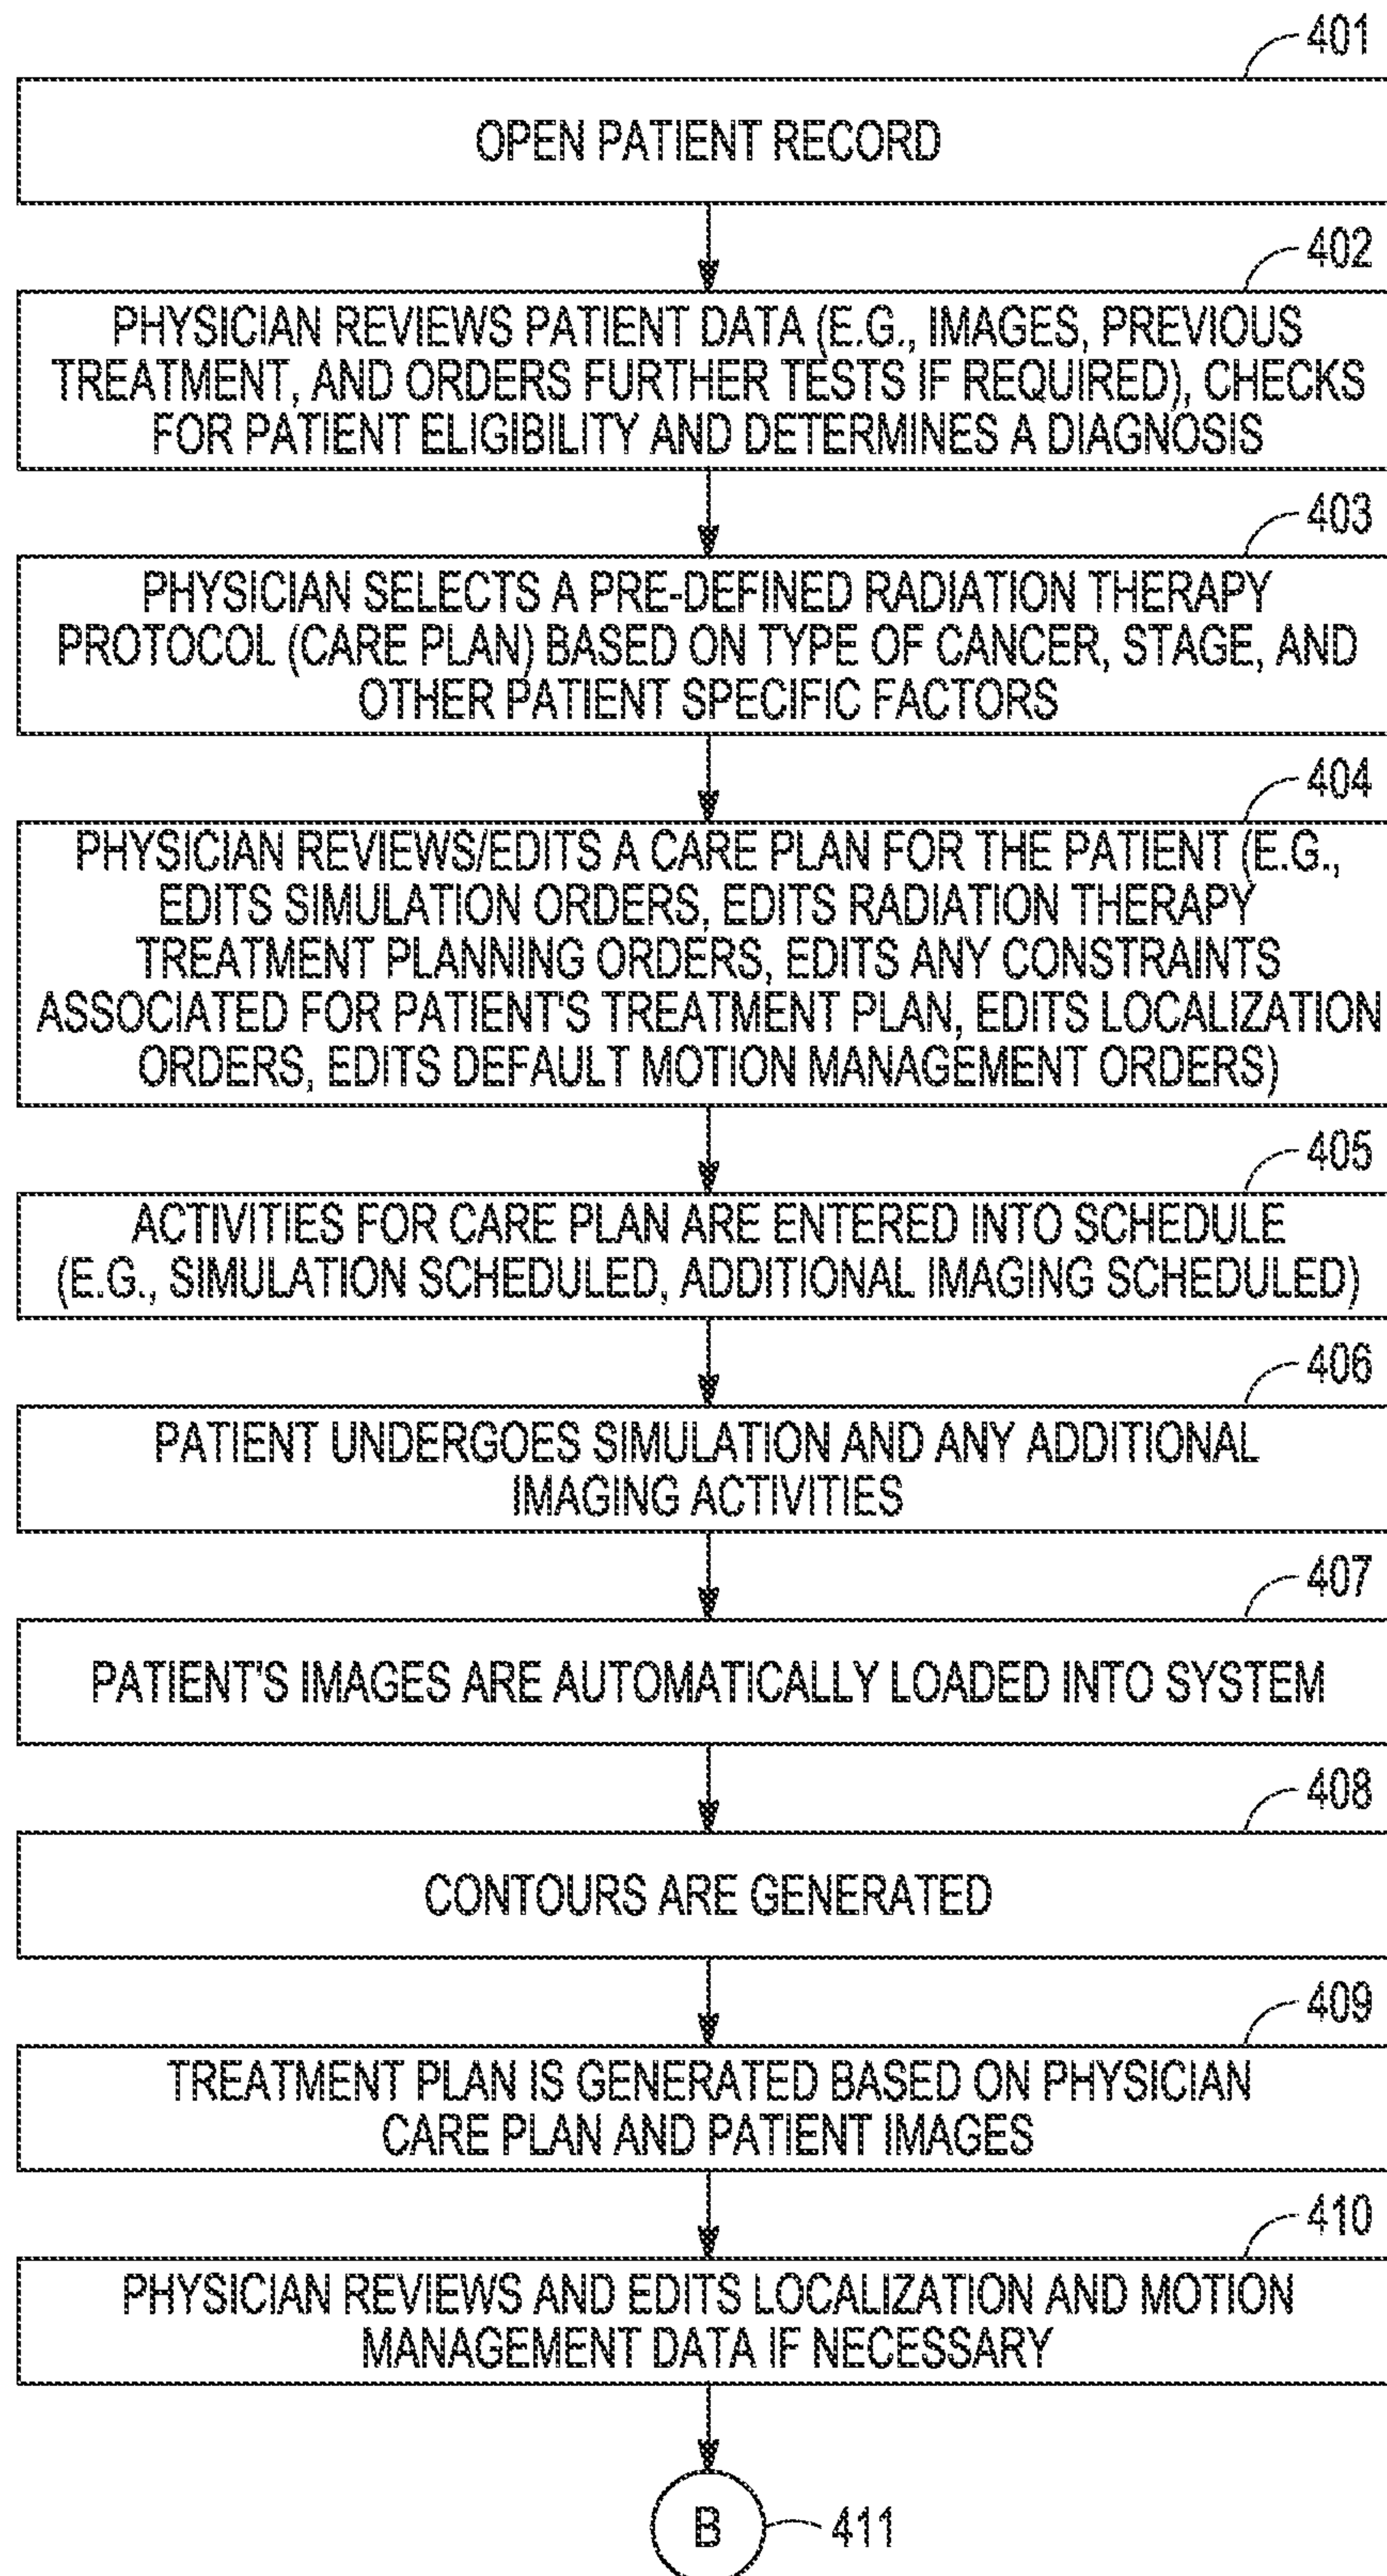 401
OPEN PATIENT RECORD
402
PHYSICIAN REVIEWS PATIENT DATA (E.G., IMAGES, PREVIOUS
TREATMENT, AND ORDERS FURTHER TESTS IF REQUIRED), CHECKS
FOR PATIENT ELIGIBILITY AND DETERMINES A DIAGNOSIS
403
PHYSICIAN SELECTS A PRE-DEFINED RADIATION THERAPY
PROTOCOL (CARE PLAN) BASED ON TYPE OF CANCER, STAGE, AND
OTHER PATIENT SPECIFIC FACTORS
404
PHYSICIAN REVIEWS/EDITS A CARE PLAN FOR THE PATIENT (E.G.,
EDITS SIMULATION ORDERS, EDITS RADIATION THERAPY
TREATMENT PLANNING ORDERS, EDITS ANY CONSTRAINTS
ASSOCIATED FOR PATIENT'S TREATMENT PLAN, EDITS LOCALIZATION
ORDERS, EDITS DEFAULT MOTION MANAGEMENT ORDERS)
405
ACTIVITIES FOR CARE PLAN ARE ENTERED INTO SCHEDULE
(E.G., SIMULATION SCHEDULED, ADDITIONAL IMAGING SCHEDULED)
406
PATIENT UNDERGOES SIMULATION AND ANY ADDITIONAL
IMAGING ACTIVITIES
407
PATIENT'S IMAGES ARE AUTOMATICALLY LOADED INTO SYSTEM
408
CONTOURS ARE GENERATED
409
TREATMENT PLAN IS GENERATED BASED ON PHYSICIAN
CARE PLAN AND PATIENT IMAGES
410
PHYSICIAN REVIEWS AND EDITS LOCALIZATION AND MOTION
MANAGEMENT DATA IF NECESSARY
B 411